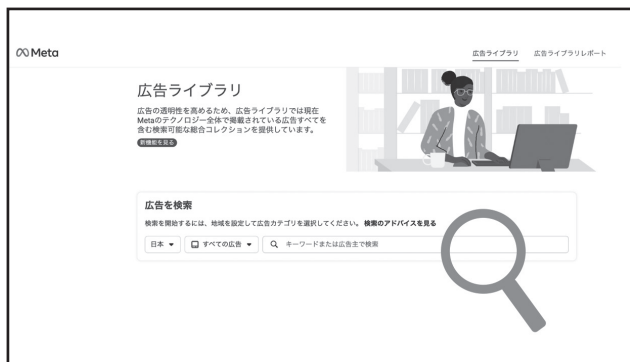 Meta
広告ライブラリ 広告ライブラリレポート
広告ライブラリ
広告の透明性を高めるため、広告ライブラリでは現在
Metaのテクノロジー全体で掲載されている広告すべてを
含む検索可能な総合コレクションを提供しています。
新機能を見る
広告を検索
検索を開始するには、地域を設定して広告カテゴリを選択してください。 検索のアドバイスを見る
日本 すべての広告 キーワードまたは広告主で検索